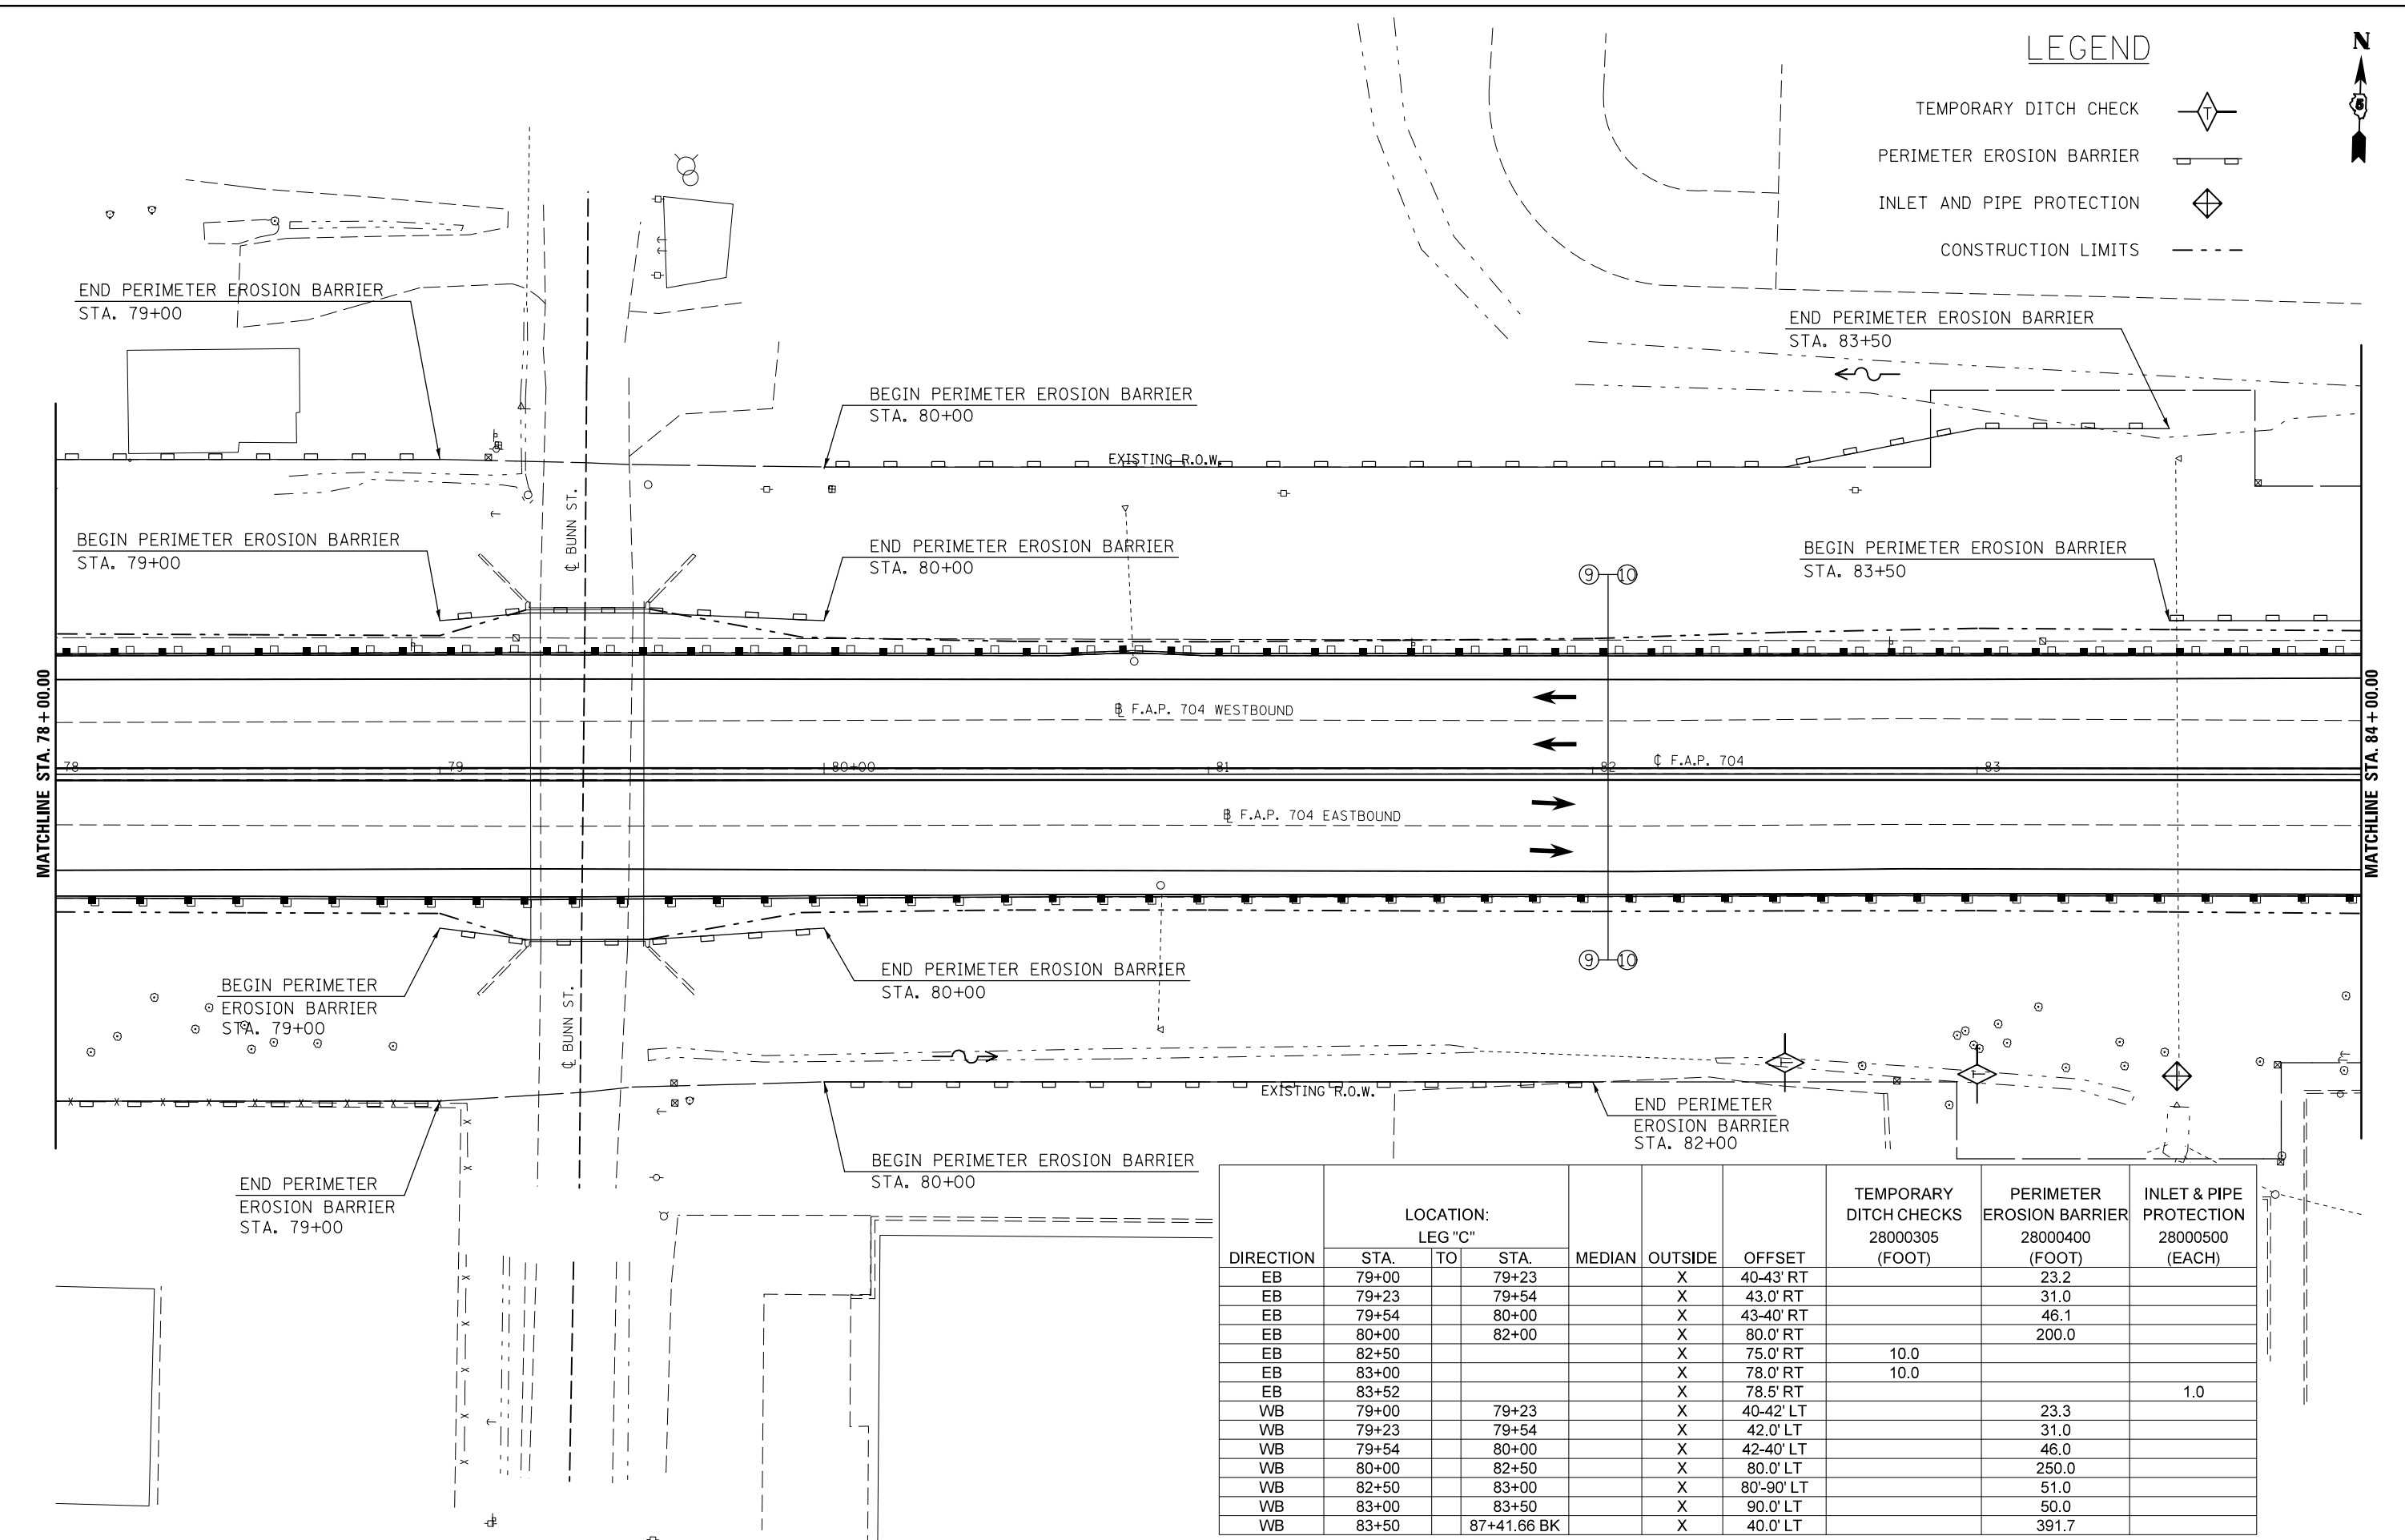 LEGEND
N
5
TEMPORARY DITCH CHECK
T
PERIMETER EROSION BARRIER
INLET AND PIPE PROTECTION
CONSTRUCTION LIMITS
END PERIMETER EROSION BARRIER
STA. 79+00
END PERIMETER EROSION BARRIER
STA. 83+50
BEGIN PERIMETER EROSION BARRIER
STA. 80+00
EXISTING R.O.W.
BEGIN PERIMETER EROSION BARRIER
STA. 79+00
℄ BUNN ST.
END PERIMETER EROSION BARRIER
STA. 80+00
BEGIN PERIMETER EROSION BARRIER
STA. 83+50
9 10
MATCHLINE STA. 78+00.00
MATCHLINE STA. 84+00.00
B F.A.P. 704 WESTBOUND
℄ F.A.P. 704
78 79 80+00 81 82 83
B F.A.P. 704 EASTBOUND
9 10
BEGIN PERIMETER
EROSION BARRIER
STA. 79+00
℄ BUNN ST.
END PERIMETER EROSION BARRIER
STA. 80+00
T
T
EXISTING R.O.W.
END PERIMETER
EROSION BARRIER
STA. 82+00
BEGIN PERIMETER EROSION BARRIER
STA. 80+00
END PERIMETER
EROSION BARRIER
STA. 79+00
DIRECTION LOCATION: LEG "C" STA. TO STA. MEDIAN OUTSIDE OFFSET TEMPORARY DITCH CHECKS 28000305 (FOOT) PERIMETER EROSION BARRIER 28000400 (FOOT) INLET & PIPE PROTECTION 28000500 (EACH)
EB 79+00 79+23 X 40-43' RT 23.2
EB 79+23 79+54 X 43.0' RT 31.0
EB 79+54 80+00 X 43-40' RT 46.1
EB 80+00 82+00 X 80.0' RT 200.0
EB 82+50 X 75.0' RT 10.0
EB 83+00 X 78.0' RT 10.0
EB 83+52 X 78.5' RT 1.0
WB 79+00 79+23 X 40-42' LT 23.3
WB 79+23 79+54 X 42.0' LT 31.0
WB 79+54 80+00 X 42-40' LT 46.0
WB 80+00 82+50 X 80.0' LT 250.0
WB 82+50 83+00 X 80'-90' LT 51.0
WB 83+00 83+50 X 90.0' LT 50.0
WB 83+50 87+41.66 BK X 40.0' LT 391.7